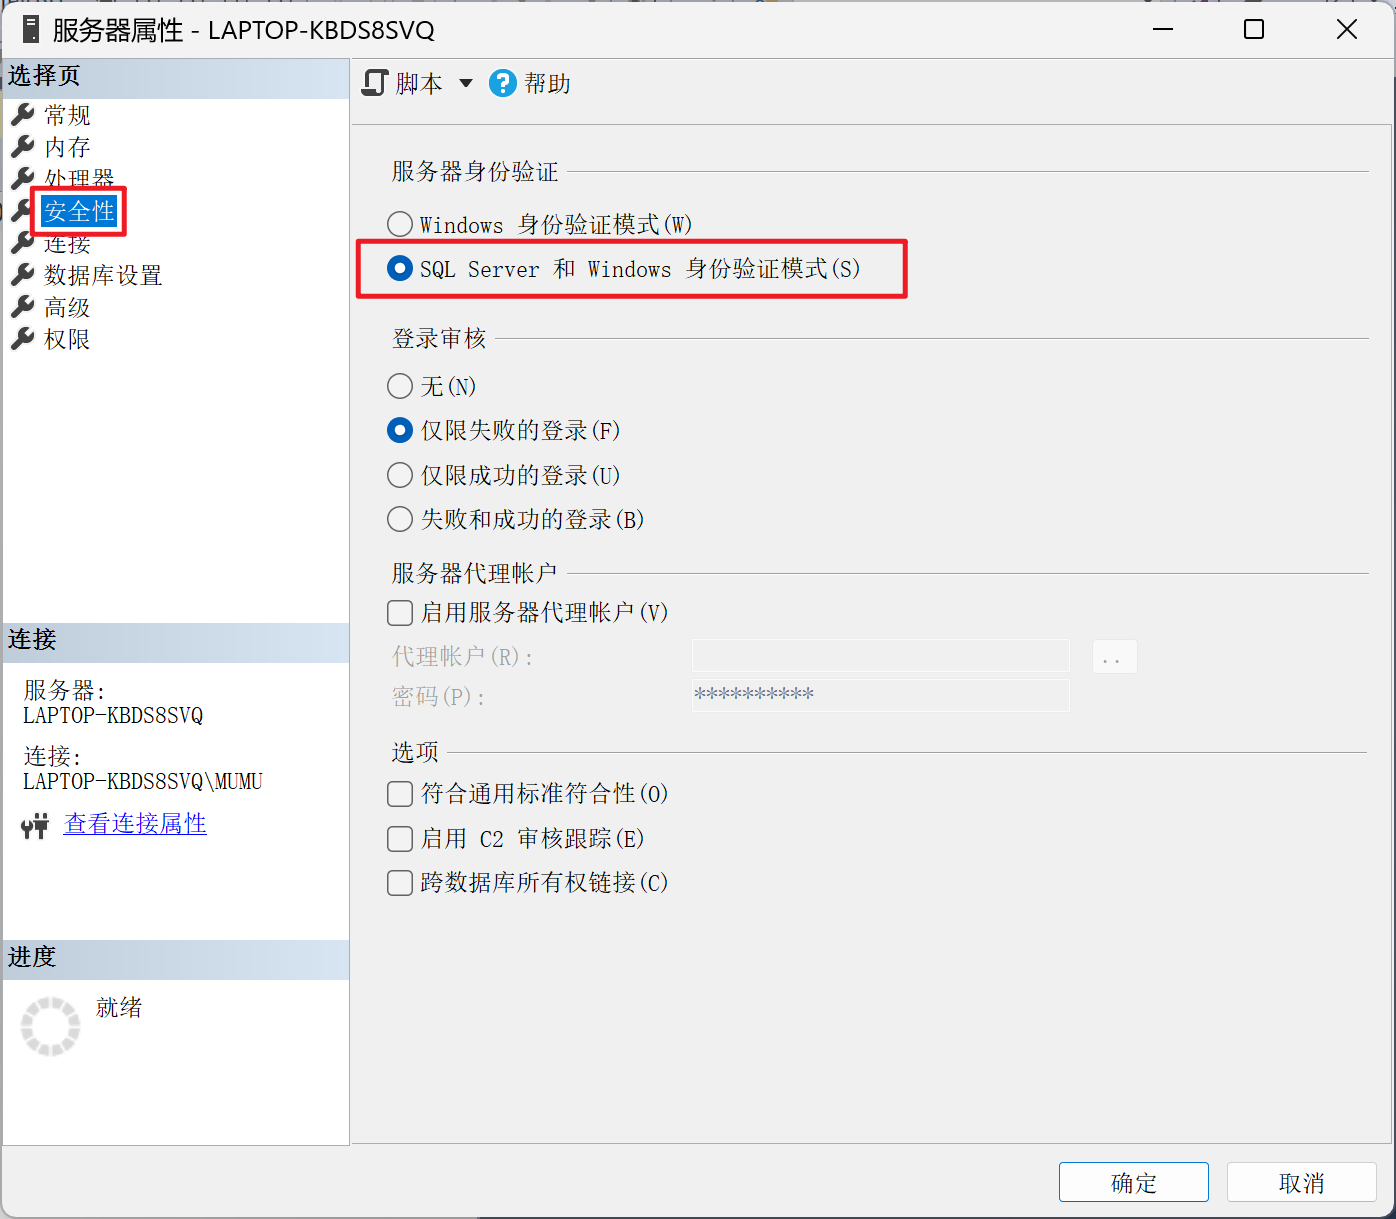 服务器属性 - LAPTOP-KBDS8SVQ
选择页
常规
内存
处理器
安全性
连接
数据库设置
高级
权限
脚本
帮助
服务器身份验证
Windows 身份验证模式(W)
SQL Server 和 Windows 身份验证模式(S)
登录审核
无(N)
仅限失败的登录(F)
仅限成功的登录(U)
失败和成功的登录(B)
服务器代理帐户
启用服务器代理帐户(V)
代理帐户(R):
..
密码(P):
**********
选项
符合通用标准符合性(O)
启用 C2 审核跟踪(E)
跨数据库所有权链接(C)
连接
服务器:
LAPTOP-KBDS8SVQ
连接:
LAPTOP-KBDS8SVQ\MUMU
查看连接属性
进度
就绪
确定
取消